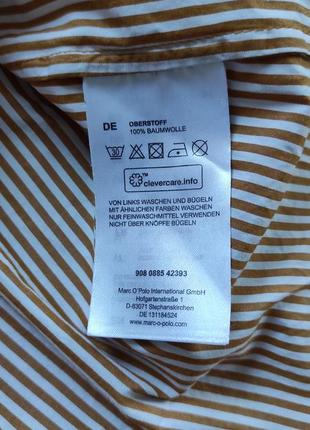 DE OBERSTOFF
100% BAUMWOLLE
30
™
clevercare.info
VON LINKS WASCHEN UND BÜGELN
MIT ÄHNLICHEN FARBEN WASCHEN
NUR FEINWASCHMITTEL VERWENDEN
NICHT ÜBER KNÖPFE BÜGELN
908 0885 42393
Marc O'Polo International GmbH
Hofgartenstraße 1
D-83071 Stephanskirchen
DE 131184524
www.marc-o-polo.com